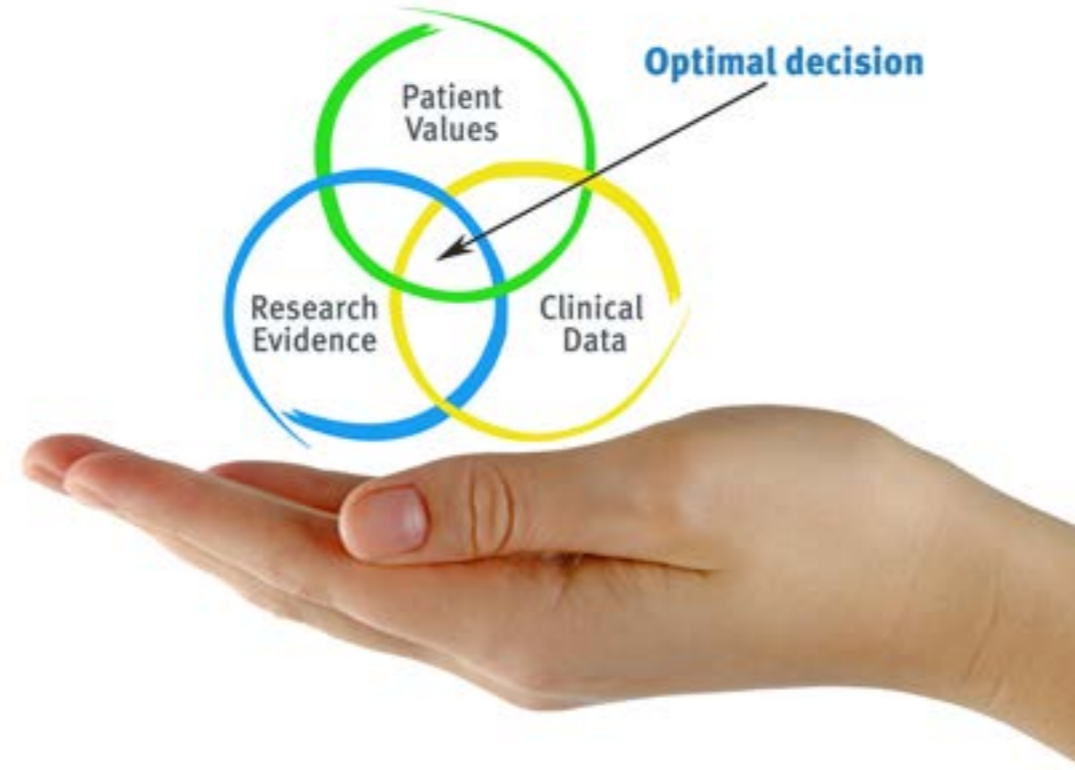 Optimal decision
Patient
Values
Research
Evidence
Clinical
Data